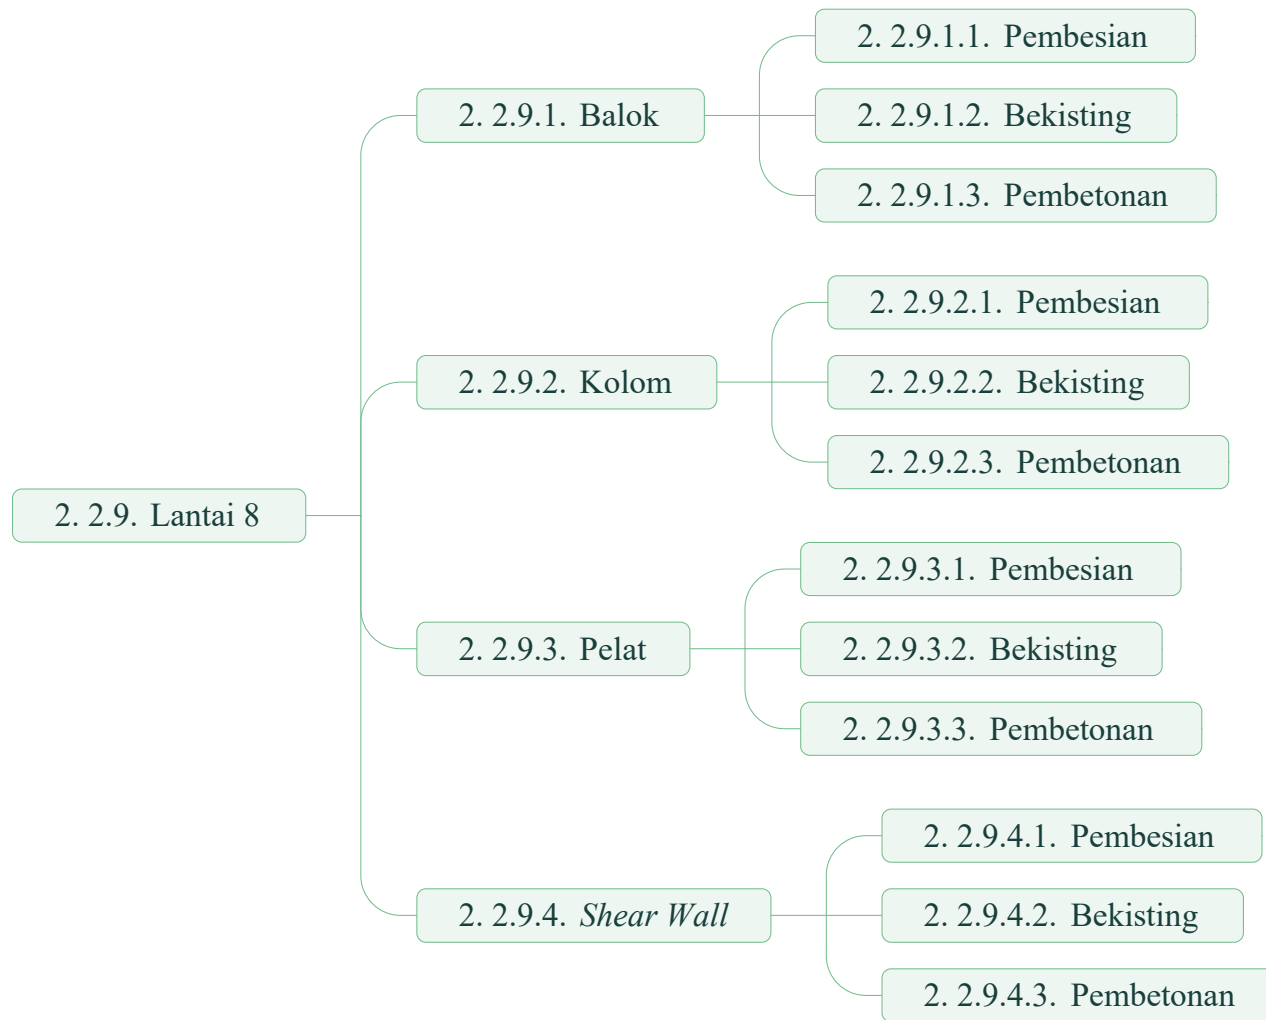 2. 2.9. Lantai 8
2. 2.9.1. Balok
2. 2.9.1.1. Pembesian
2. 2.9.1.2. Bekisting
2. 2.9.1.3. Pembetonan
2. 2.9.2. Kolom
2. 2.9.2.1. Pembesian
2. 2.9.2.2. Bekisting
2. 2.9.2.3. Pembetonan
2. 2.9.3. Pelat
2. 2.9.3.1. Pembesian
2. 2.9.3.2. Bekisting
2. 2.9.3.3. Pembetonan
2. 2.9.4. Shear Wall
2. 2.9.4.1. Pembesian
2. 2.9.4.2. Bekisting
2. 2.9.4.3. Pembetonan